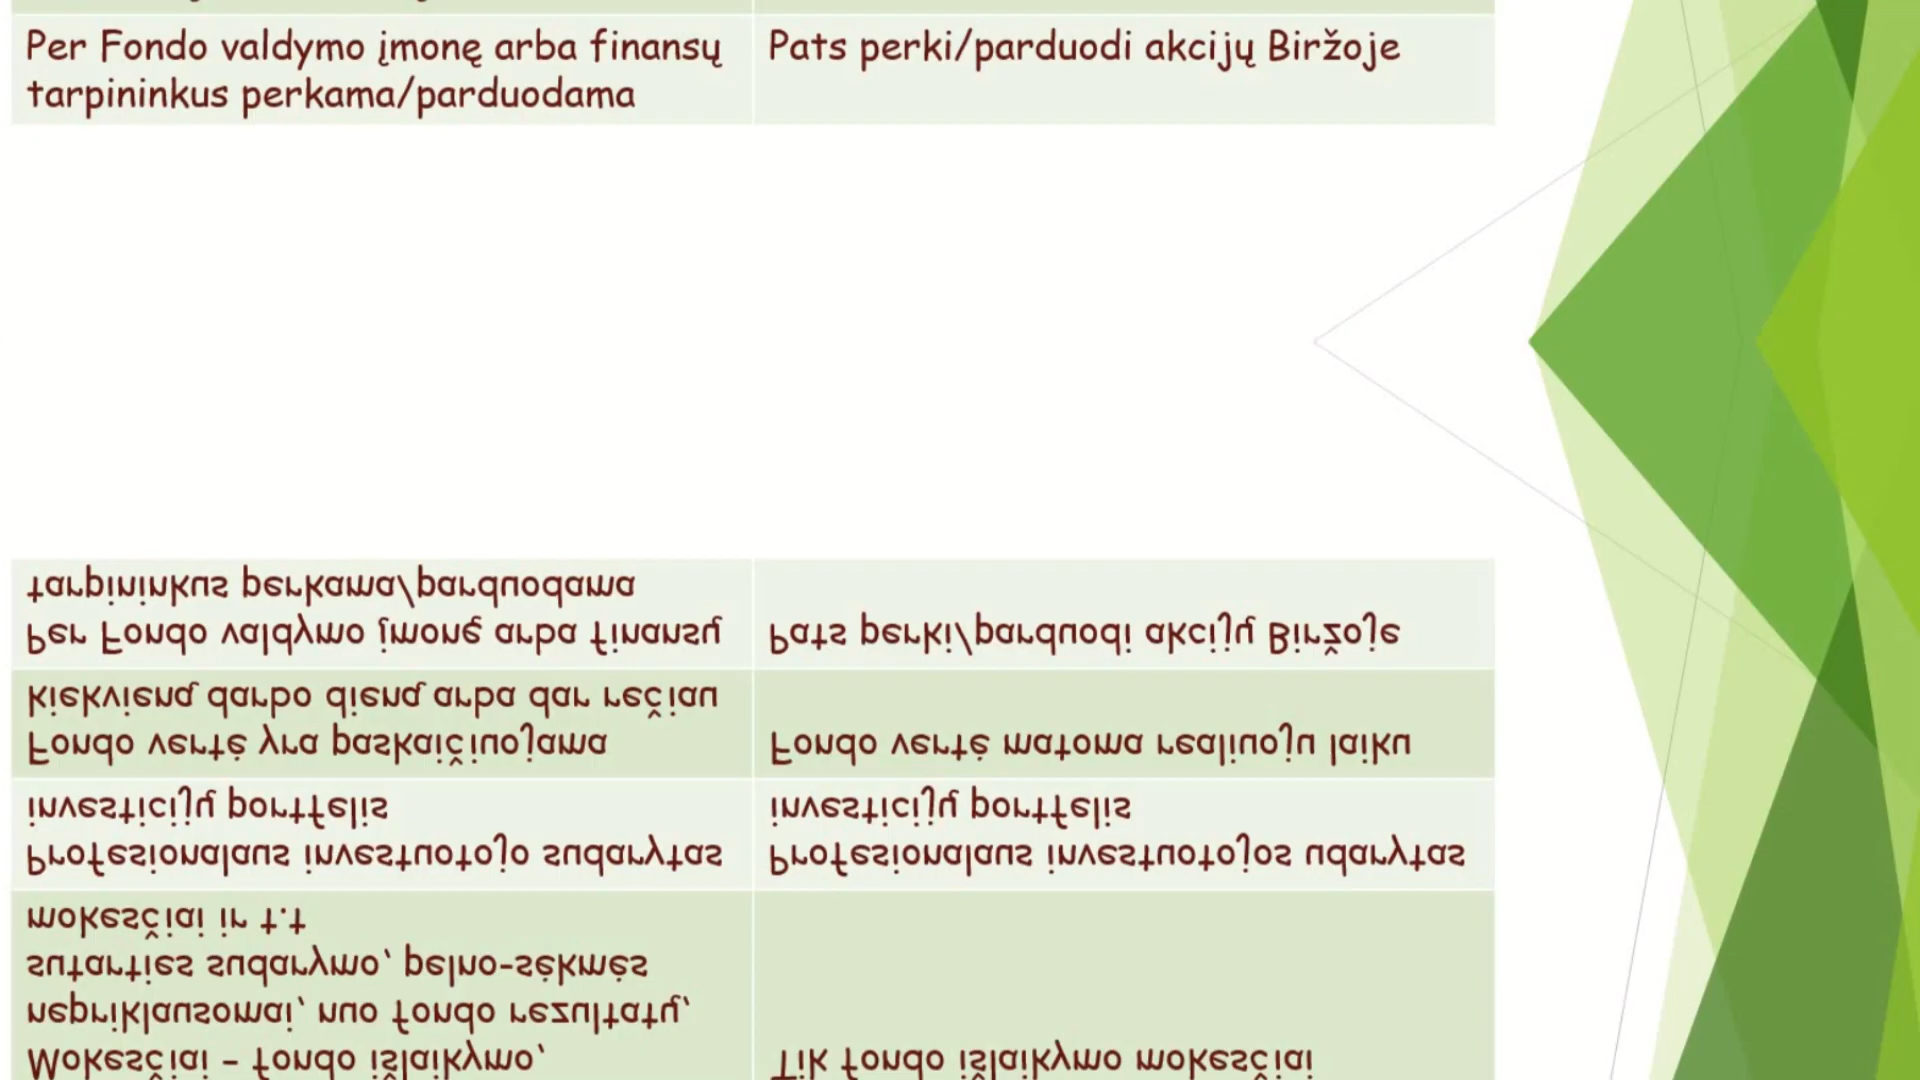 Per Fondo valdymo įmonę arba finansų
tarpininkus perkama/parduodama
Pats perki/parduodi akcijų Biržoje
tarpininkus perkama/parduodama
Per Fondo valdymo įmonę arba finansų
Pats perki/parduodi akcijų Biržoje
kiekvieną darbo dieną arba dar rečiau
Fondo vertė yra paskaičiuojama
Fondo vertė matoma realiuoju laiku
investicijų portfelis
Profesionalaus investuotojo sudarytas
investicijų portfelis
Profesionalaus investuotojos udarytas
mokesčiai ir t.t
sutarties sudarymo, pelno-sėkmės
nepriklausomai, nuo fondo rezultatų,
Mokesčiai – fondo išlaikymo,
Tik fondo išlaikymo mokesčiai